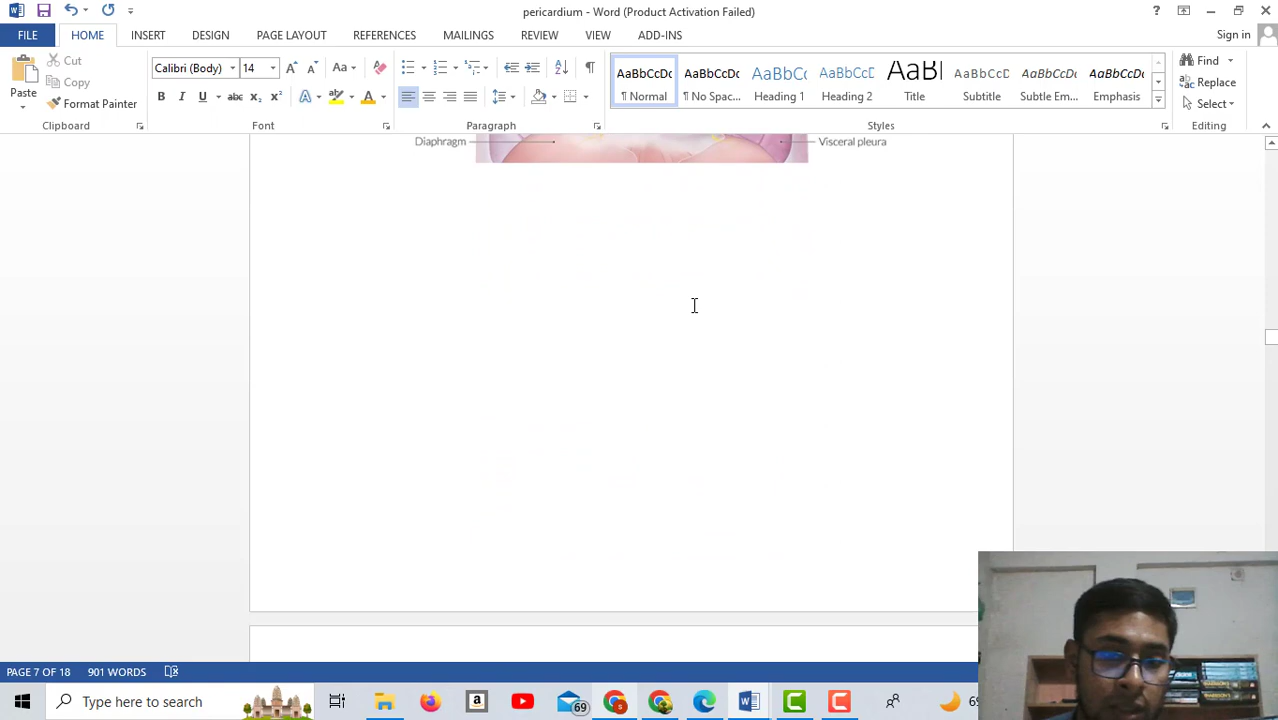 pericardium - Word (Product Activation Failed)
FILE HOME INSERT DESIGN PAGE LAYOUT REFERENCES MAILINGS REVIEW VIEW ADD-INS Sign in
Paste
Cut
Copy
Format Painter
Clipboard
Calibri (Body) 14
Font
Paragraph
AaBbCcDc AaBbCcDc AaBbCc AaBbCcD AaBl AaBbCcD AaBbCcDc AaBbCcDc
¶ Normal ¶ No Spac... Heading 1 Heading 2 Title Subtitle Subtle Em... Emphasis
Styles
Find
Replace
Select
Editing
Diaphragm Visceral pleura
PAGE 7 OF 18 901 WORDS
Type here to search
69